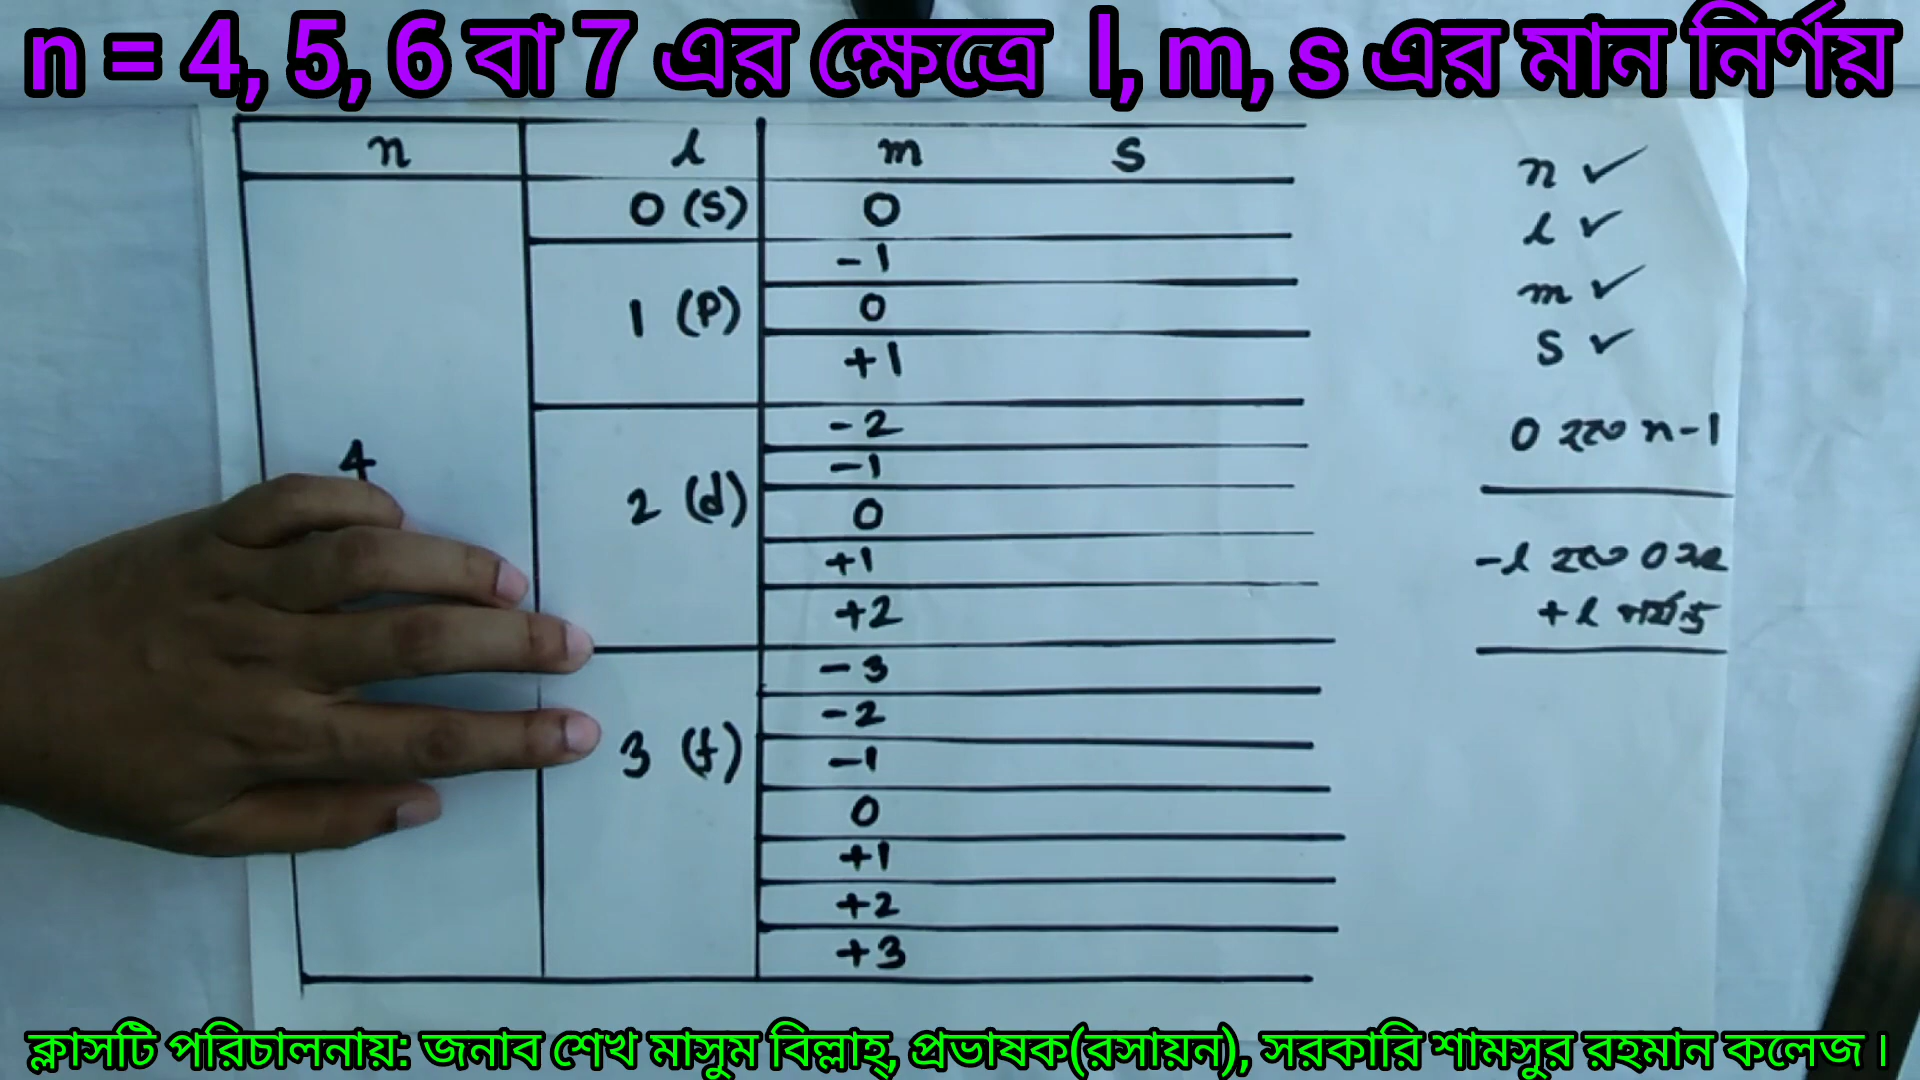 n = 4, 5, 6 বা 7 এর ক্ষেত্রে l, m, s এর মান নির্ণয়
n l m s
0 (s) 0
1 (p) -1
0
+1
4
2 (d) -2
-1
0
+1
+2
3 (f) -3
-2
-1
0
+1
+2
+3
n ✓
l ✓
m ✓
s ✓
0 হতে n-1
-l হতে 0 সহ
+l পর্যন্ত
ক্লাসটি পরিচালনায়: জনাব শেখ মাসুম বিল্লাহ্, প্রভাষক(রসায়ন), সরকারি শামসুর রহমান কলেজ।